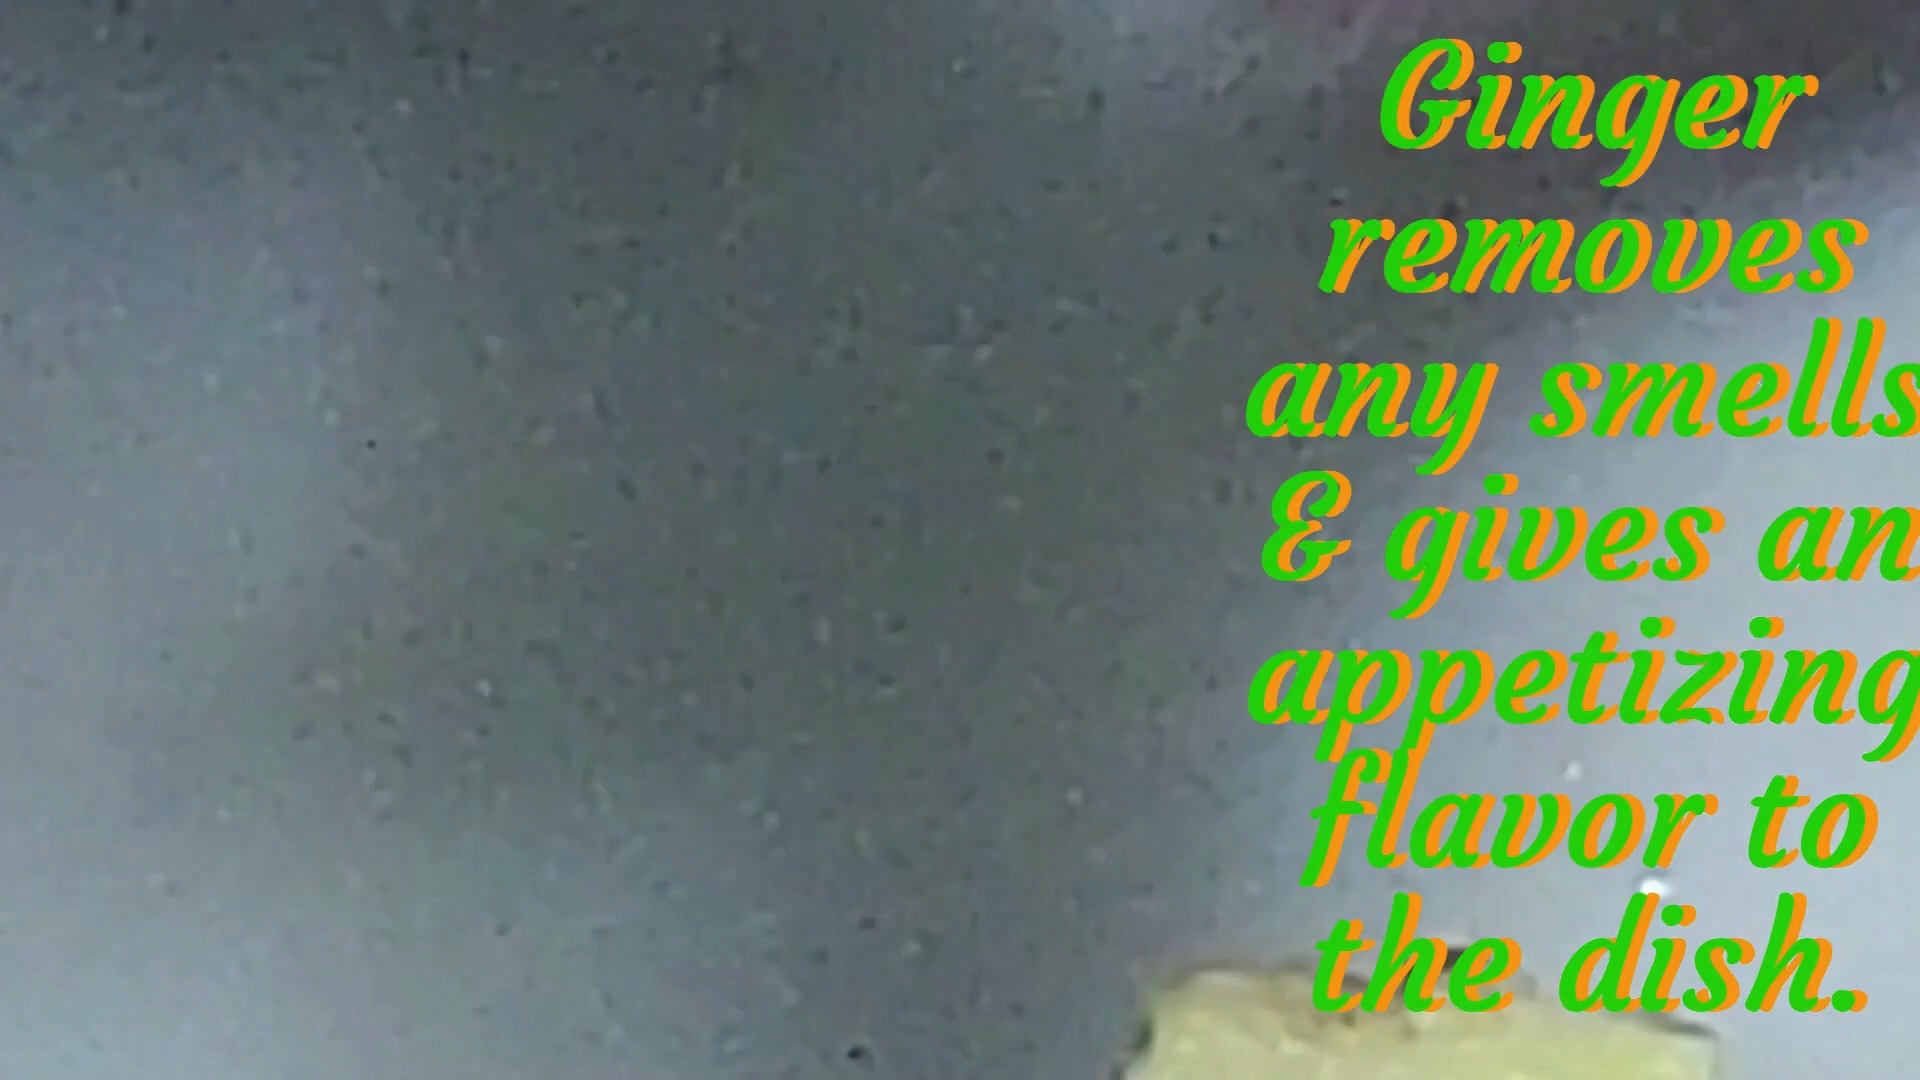 Ginger
removes
any smells
& gives an
appetizing
flavor to
the dish.